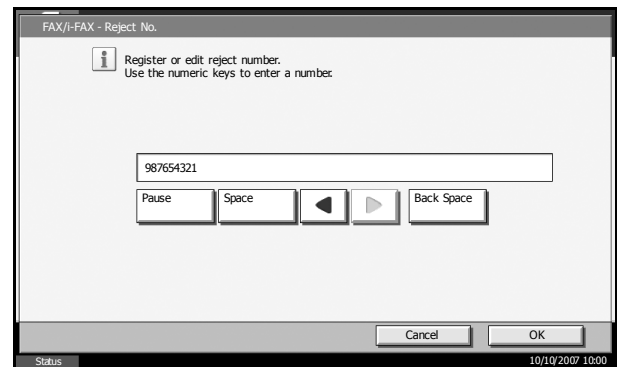 FAX/i-FAX - Reject No.
Register or edit reject number.
Use the numeric keys to enter a number.
987654321
Pause
Space
Back Space
Cancel
OK
Status
10/10/2007 10:00